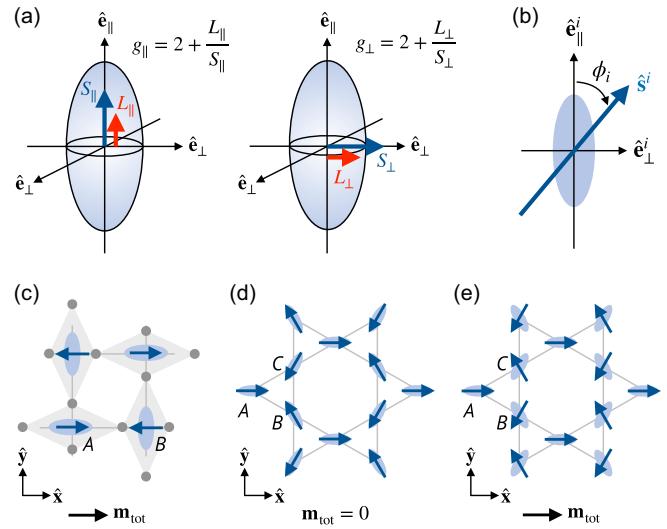 (a)
ê∥
g∥ = 2 + L∥/S∥
S∥
L∥
ê⊥
ê⊥
ê∥
g⊥ = 2 + L⊥/S⊥
ê⊥
S⊥
L⊥
ê⊥
(b)
ê∥^i
ϕ_i
ŝ^i
ê⊥^i
(c)
A
B
ŷ
x̂
m_tot
(d)
C
A
B
ŷ
x̂
m_tot = 0
(e)
C
A
B
ŷ
x̂
m_tot